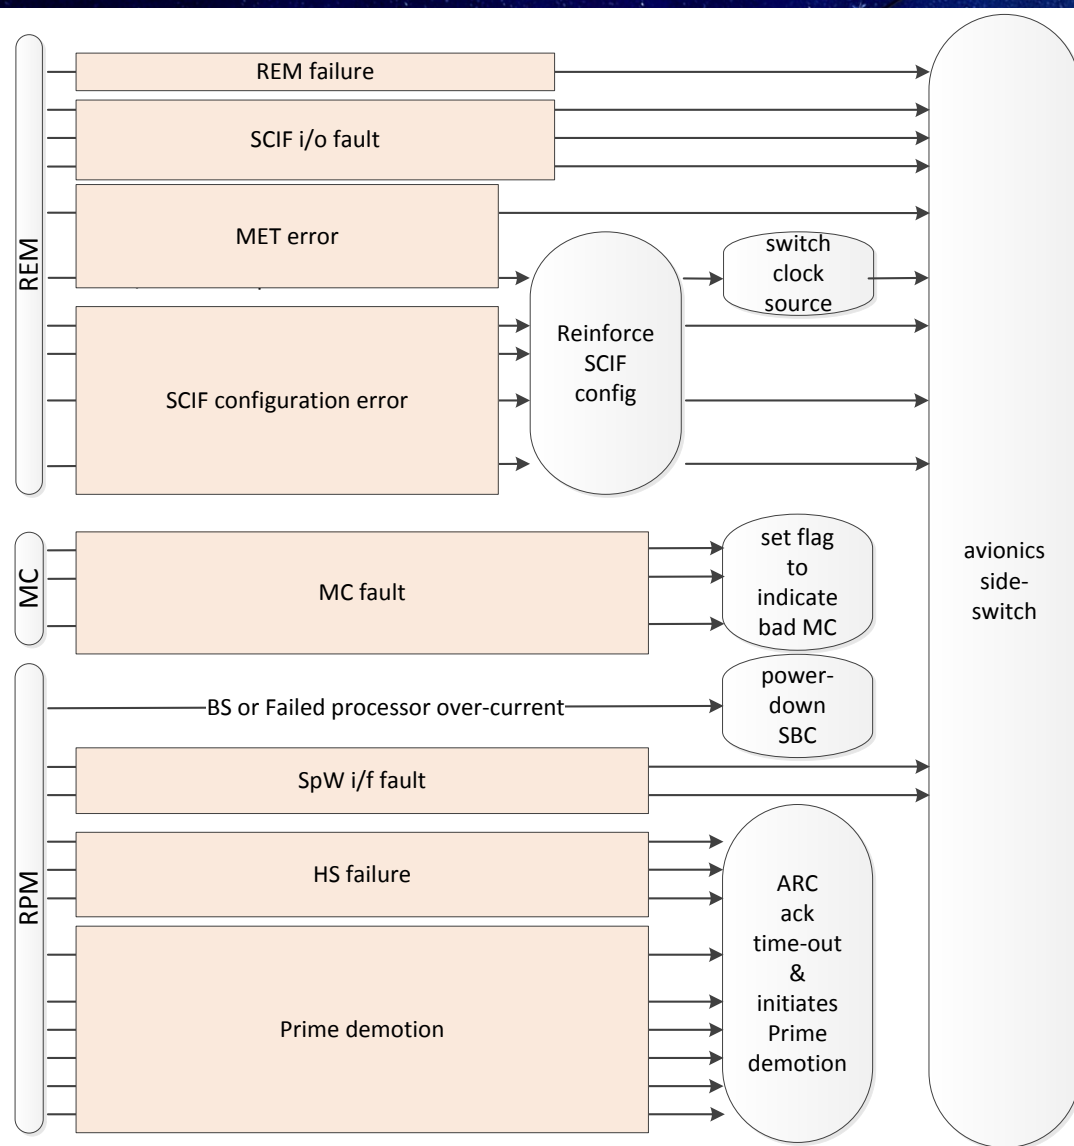 REM
REM failure
SCIF i/o fault
MET error
SCIF configuration error
Reinforce
SCIF
config
switch
clock
source
avionics
side-
switch
MC
MC fault
set flag
to
indicate
bad MC
RPM
BS or Failed processor over-current
power-
down
SBC
SpW i/f fault
HS failure
Prime demotion
ARC
ack
time-out
&
initiates
Prime
demotion